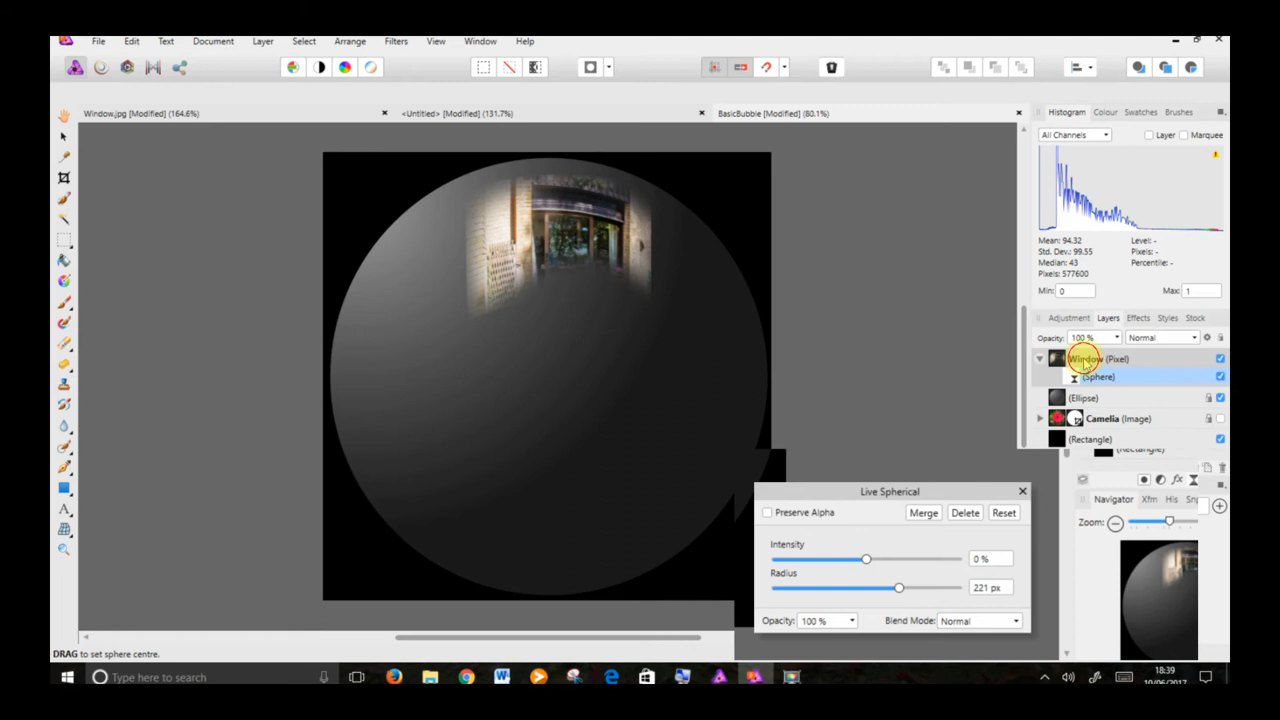 File Edit Text Document Layer Select Arrange Filters View Window Help
Window.jpg [Modified] (164.6%) <Untitled> [Modified] (131.7%) BasicBubble [Modified] (80.1%)
Histogram Colour Swatches Brushes
All Channels Layer Marquee
Mean: 94.32 Level: -
Std. Dev.: 99.55 Pixels: -
Median: 43 Percentile: -
Pixels: 577600
Min: 0 Max: 1
Adjustment Layers Effects Styles Stock
Opacity: 100 % Normal
Window (Pixel)
(Sphere)
(Ellipse)
Camelia (Image)
(Rectangle)
(Rectangle)
fx
Navigator Xfm His
Zoom:
Live Spherical
Preserve Alpha Merge Delete Reset
Intensity
0 %
Radius
221 px
Opacity: 100 % Blend Mode: Normal
DRAG to set sphere centre.
Type here to search
18:39
10/06/2017